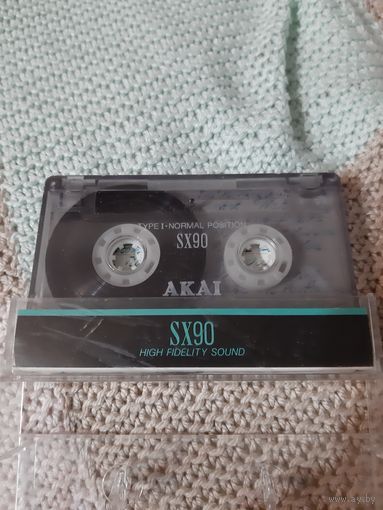 TYPE I • NORMAL POSITION
SX90
AKAI
SX90
HIGH FIDELITY SOUND
www.ay.by